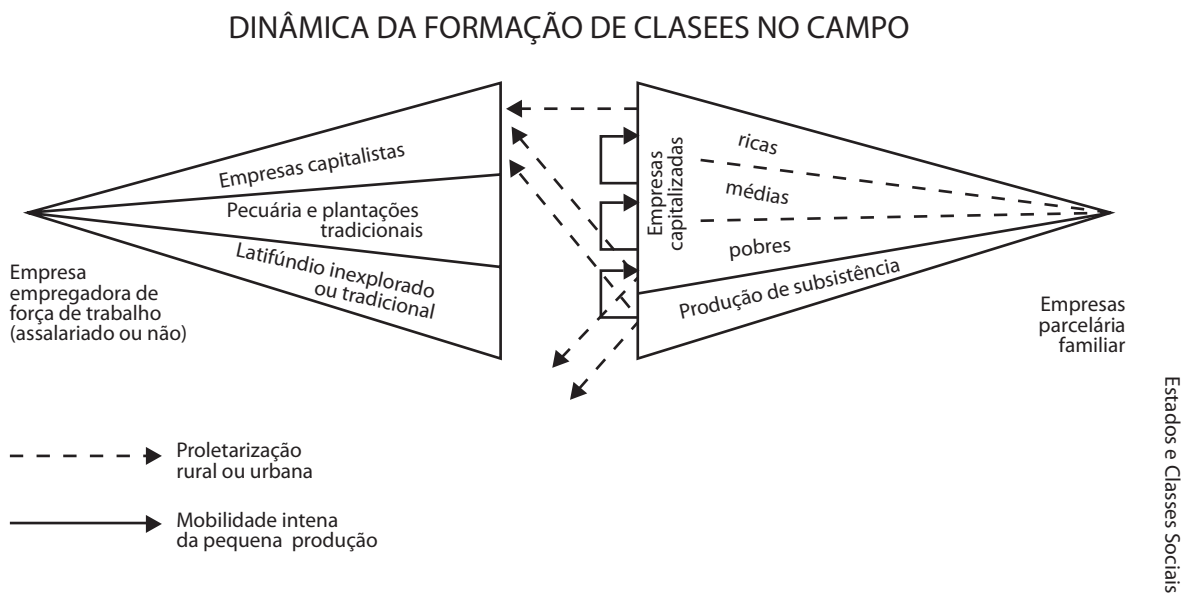 DINÂMICA DA FORMAÇÃO DE CLASEES NO CAMPO
Empresas capitalistas
Pecuária e plantações
tradicionais
Latifúndio inexplorado
ou tradicional
Empresa
empregadora de
força de trabalho
(assalariado ou não)
Empresas
capitalizadas
ricas
médias
pobres
Produção de subsistência
Empresas
parcelária
familiar
Proletarização
rural ou urbana
Mobilidade intena
da pequena produção
Estados e Classes Sociais